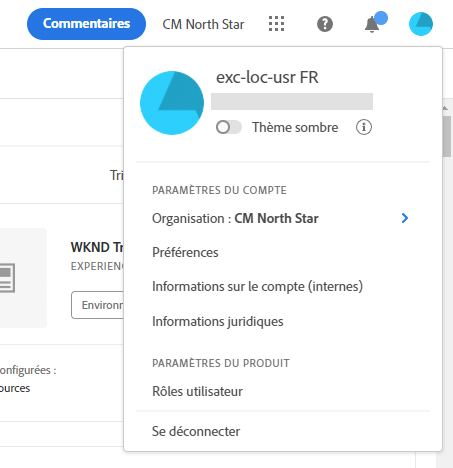 Commentaires CM North Star
exc-loc-usr FR
Thème sombre
Tri
PARAMÈTRES DU COMPTE
Organisation : CM North Star
WKND Tr
Préférences
EXPERIENC
Informations sur le compte (internes)
Environn
Informations juridiques
PARAMÈTRES DU PRODUIT
onfigurées :
ources
Rôles utilisateur
Se déconnecter